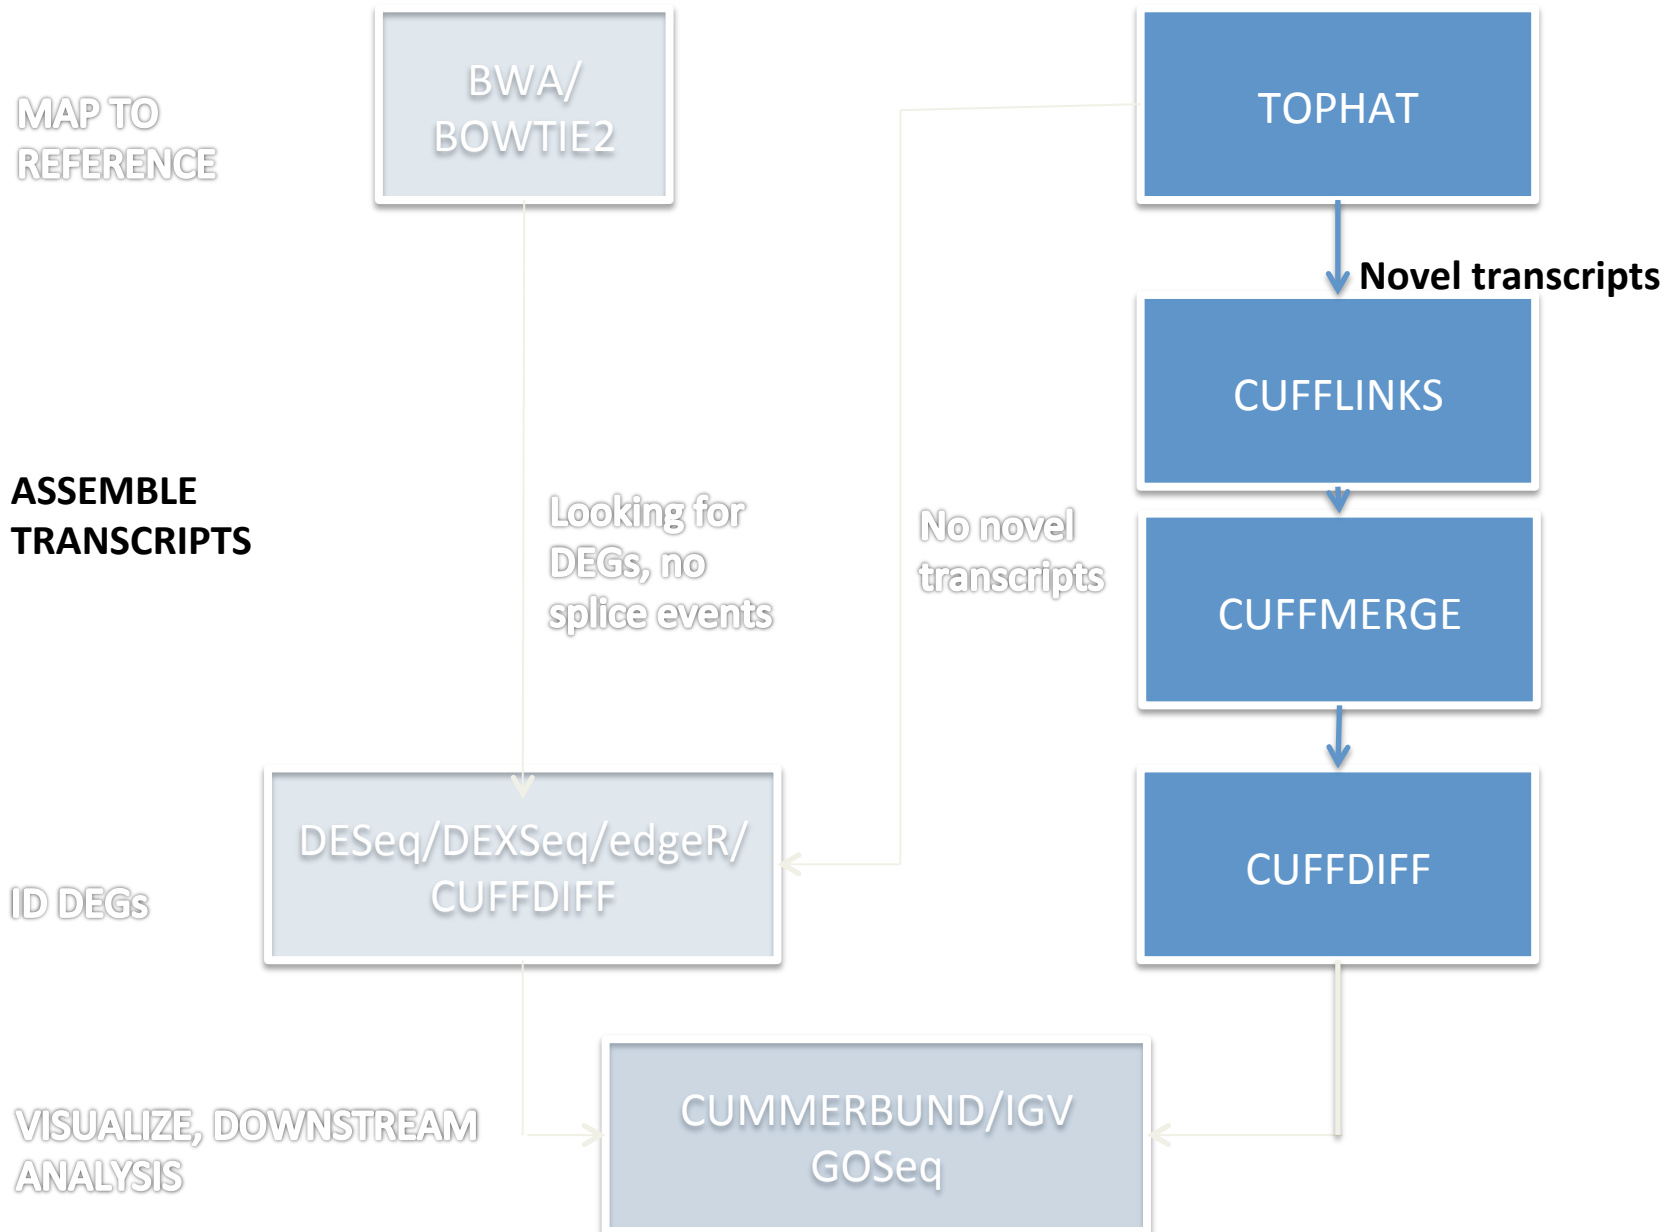 BWA/
BOWTIE2
TOPHAT
MAP TO
REFERENCE
Novel transcripts
CUFFLINKS
ASSEMBLE
TRANSCRIPTS
Looking for
DEGs, no
splice events
No novel
transcripts
CUFFMERGE
DESeq/DEXSeq/edgeR/
CUFFDIFF
CUFFDIFF
ID DEGs
CUMMERBUND/IGV
GOSeq
VISUALIZE, DOWNSTREAM
ANALYSIS